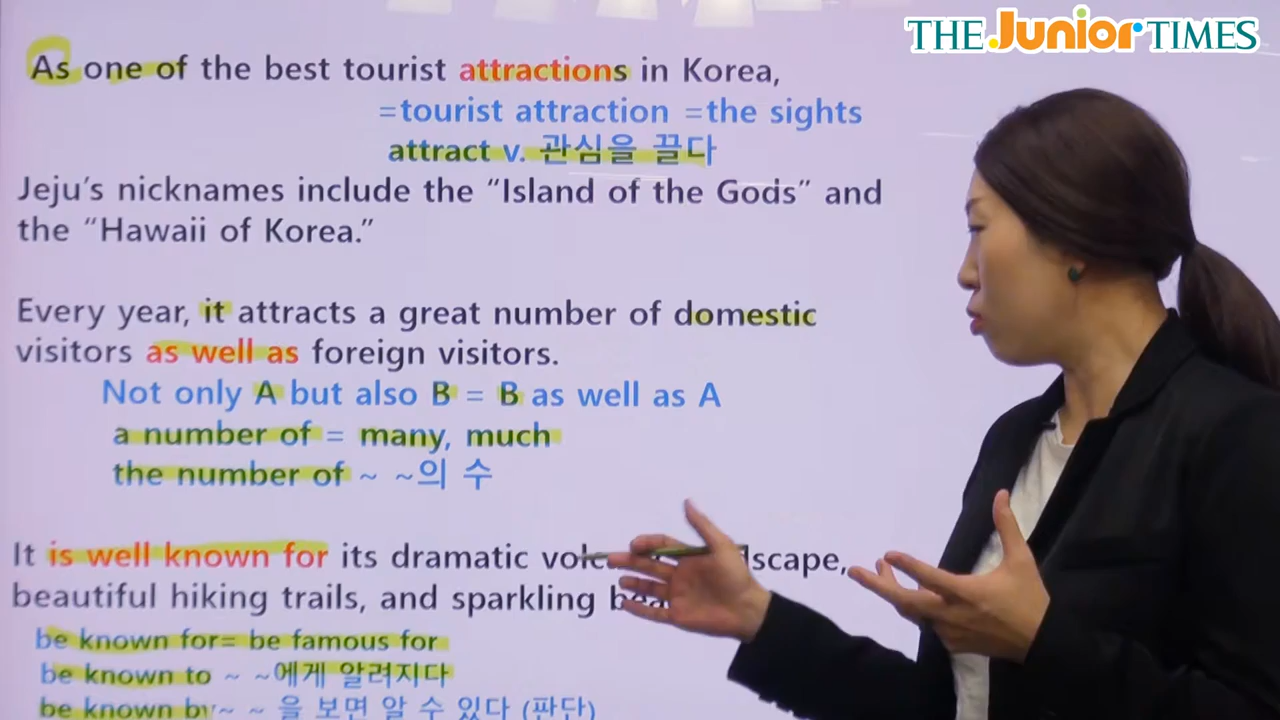 THE Junior TIMES
As one of the best tourist attractions in Korea,
=tourist attraction =the sights
attract v. 관심을 끌다
Jeju's nicknames include the “Island of the Gods” and
the “Hawaii of Korea.”
Every year, it attracts a great number of domestic
visitors as well as foreign visitors.
Not only A but also B = B as well as A
a number of = many, much
the number of ~ ~의 수
It is well known for its dramatic
beautiful hiking trails, and sparkling
be known for= be famous for
be known to ~ ~에게 알려지다
be known by~ ~ 을 보면 알 수 있다 (판단)